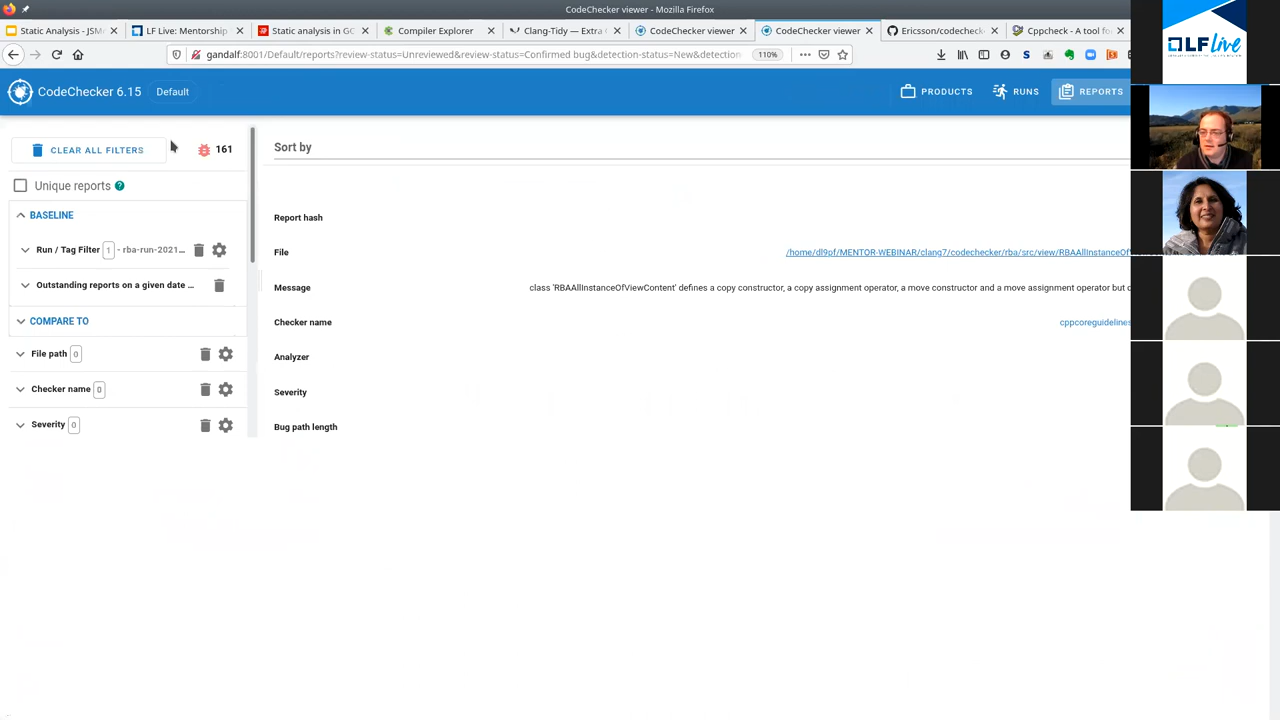 CodeChecker viewer - Mozilla Firefox
Static Analysis - JSM
LF Live: Mentorship
Static analysis in GC
Compiler Explorer
Clang-Tidy — Extra C
CodeChecker viewer
CodeChecker viewer
Ericsson/codecheck
Cppcheck - A tool fo
gandalf:8001/Default/reports?review-status=Unreviewed&review-status=Confirmed bug&detection-status=New&detection
110%
LF live
CodeChecker 6.15
Default
PRODUCTS
RUNS
REPORTS
CLEAR ALL FILTERS
161
Sort by
Unique reports
BASELINE
Run / Tag Filter 1 - rba-run-2021...
Outstanding reports on a given date ...
COMPARE TO
File path 0
Checker name 0
Severity 0
Report hash
File
/home/dl9pf/MENTOR-WEBINAR/clang7/codechecker/rba/src/view/RBAAllInstanceOf
Message
class 'RBAAllInstanceOfViewContent' defines a copy constructor, a copy assignment operator, a move constructor and a move assignment operator but d
Checker name
cppcoreguidelines
Analyzer
Severity
Bug path length